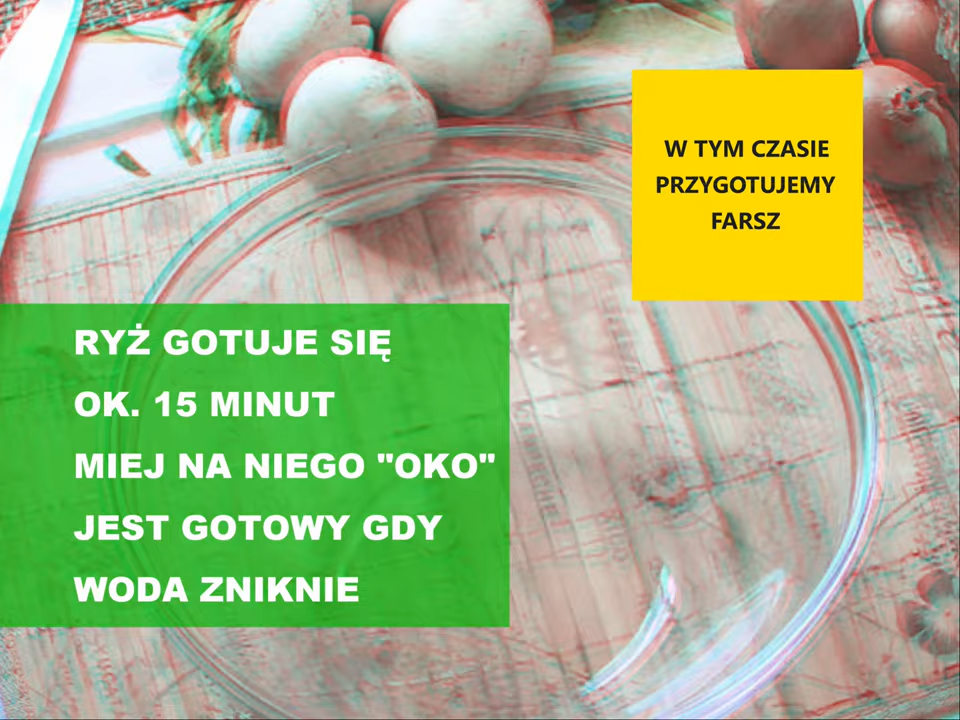 W TYM CZASIE
PRZYGOTUJEMY
FARSZ
RYŻ GOTUJE SIĘ
OK. 15 MINUT
MIEJ NA NIEGO "OKO"
JEST GOTOWY GDY
WODA ZNIKNIE